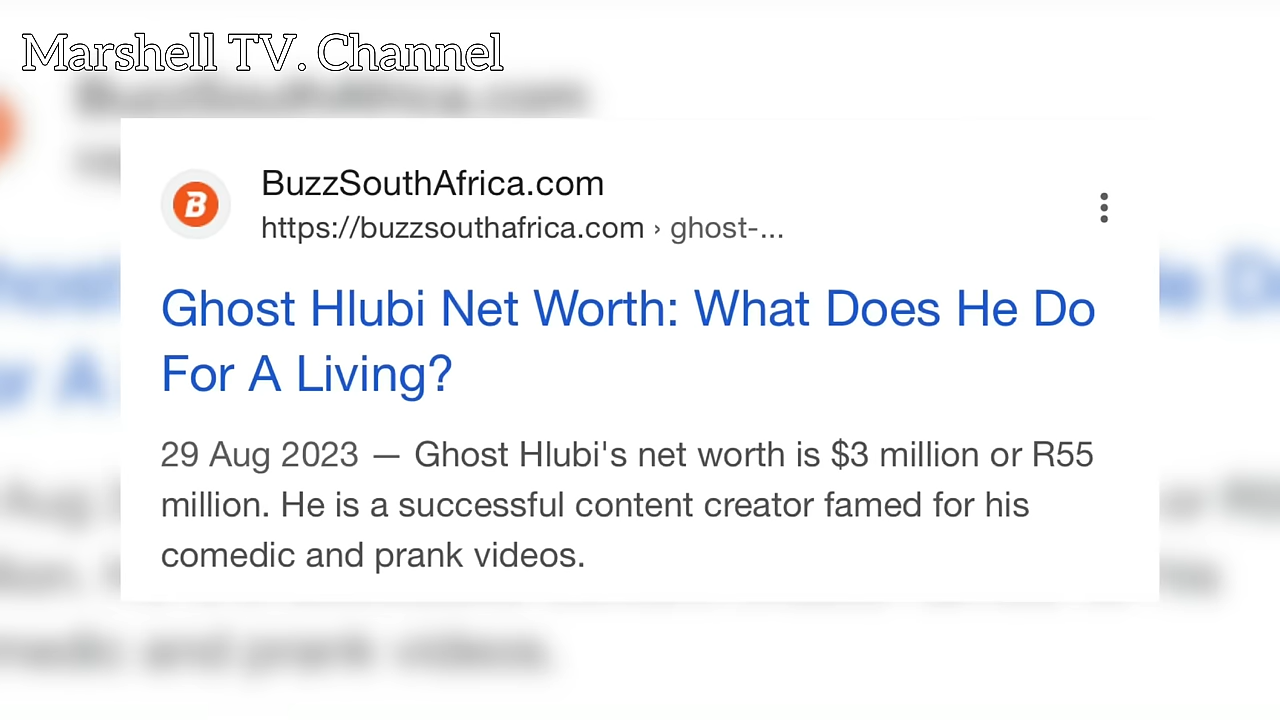 Marshell TV. Channel
BuzzSouthAfrica.com
https://buzzsouthafrica.com › ghost-...
Ghost Hlubi Net Worth: What Does He Do
For A Living?
29 Aug 2023 — Ghost Hlubi's net worth is $3 million or R55
million. He is a successful content creator famed for his
comedic and prank videos.